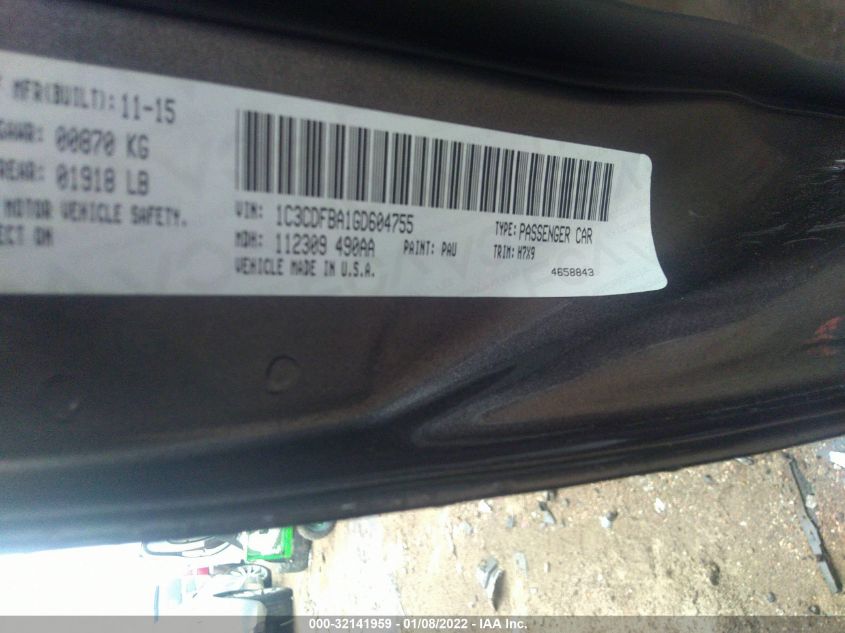 MFR(BUILT): 11-15
GAWR: 00870 KG
REAR: 01918 LB
MOTOR VEHICLE SAFETY.
ECT ON
VIN: 1C3CDFBA1GD604755
TYPE: PASSENGER CAR
MDH: 112309 490AA
PAINT: PAU
TRIM: H7X9
VEHICLE MADE IN U.S.A.
4658843
000-32141959 - 01/08/2022 - IAA Inc.